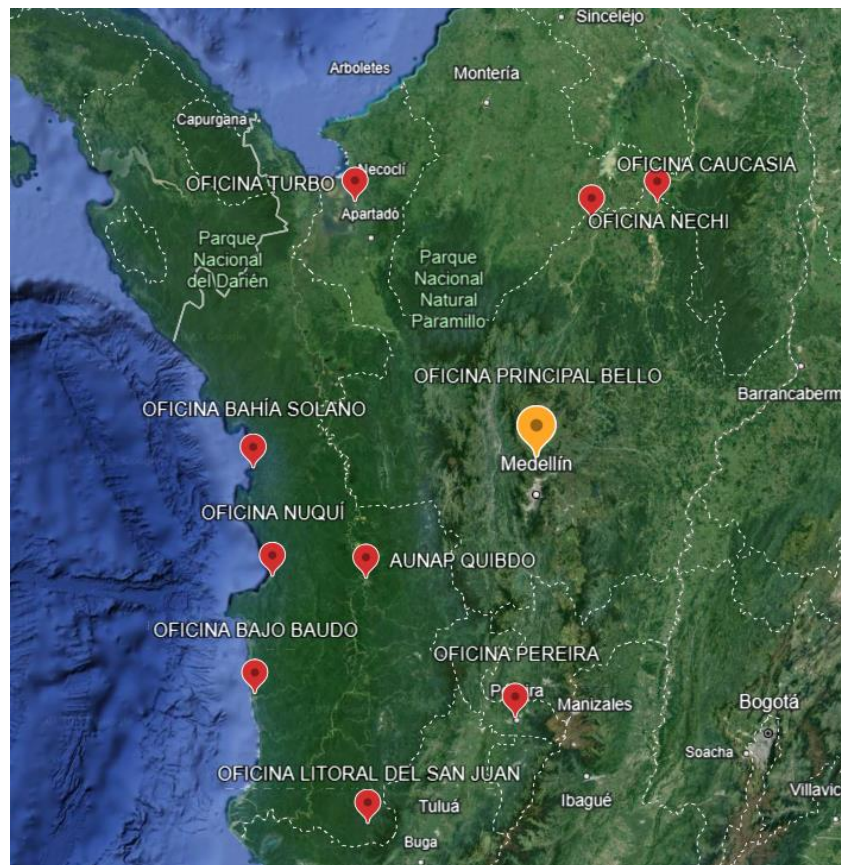 Sincelejo
Arboletes
Montería
Capurgana
Necoclí
OFICINA CAUCASIA
OFICINA TURBO
Apartadó
OFICINA NECHI
Parque
Nacional
del Darién
Parque
Nacional
Natural
Paramillo
OFICINA PRINCIPAL BELLO
Barrancaberm
OFICINA BAHÍA SOLANO
Medellín
OFICINA NUQUÍ
AUNAP QUIBDO
OFICINA BAJO BAUDO
OFICINA PEREIRA
Manizales
Bogotá
Soacha
OFICINA LITORAL DEL SAN JUAN
Tuluá
Ibagué
Villavic
Buga